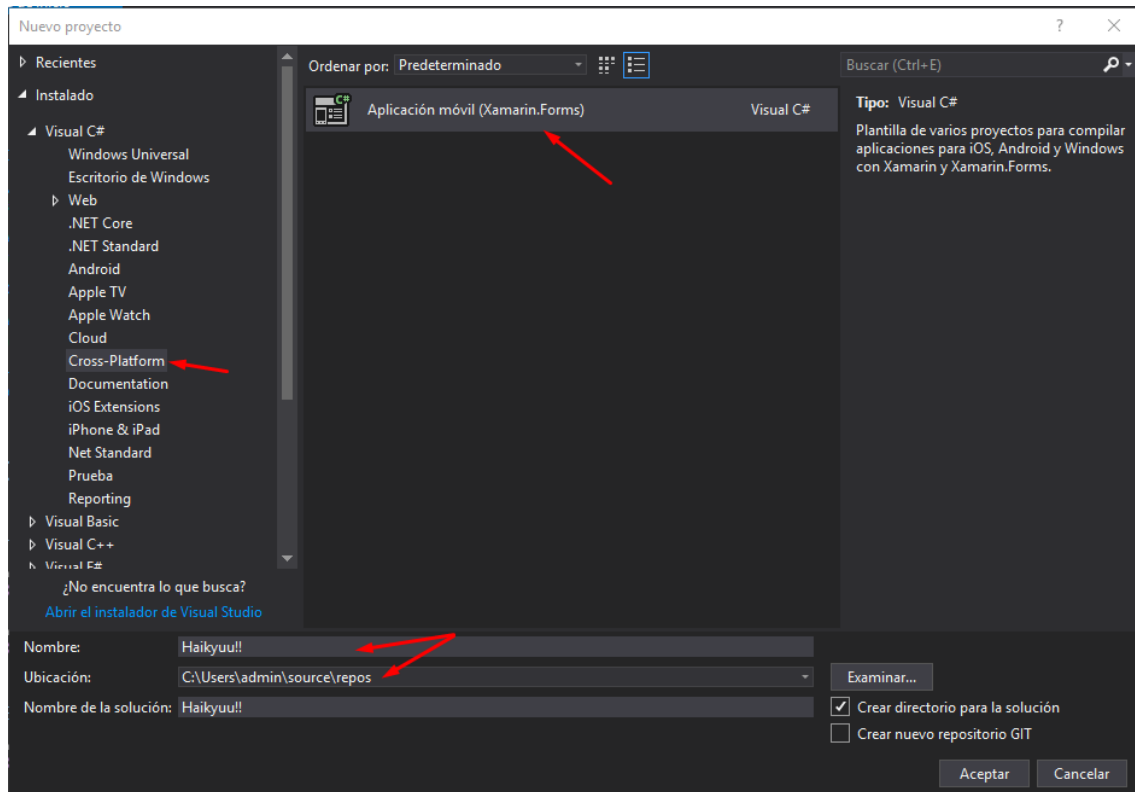 Nuevo proyecto
Recientes
Instalado
Visual C#
Windows Universal
Escritorio de Windows
Web
.NET Core
.NET Standard
Android
Apple TV
Apple Watch
Cloud
Cross-Platform
Documentation
iOS Extensions
iPhone & iPad
Net Standard
Prueba
Reporting
Visual Basic
Visual C++
Visual F#
¿No encuentra lo que busca?
Abrir el instalador de Visual Studio
Ordenar por: Predeterminado
C# Aplicación móvil (Xamarin.Forms) Visual C#
Buscar (Ctrl+E)
Tipo: Visual C#
Plantilla de varios proyectos para compilar
aplicaciones para iOS, Android y Windows
con Xamarin y Xamarin.Forms.
Nombre: Haikyuu!!
Ubicación: C:\Users\admin\source\repos
Examinar...
Nombre de la solución: Haikyuu!!
Crear directorio para la solución
Crear nuevo repositorio GIT
Aceptar Cancelar